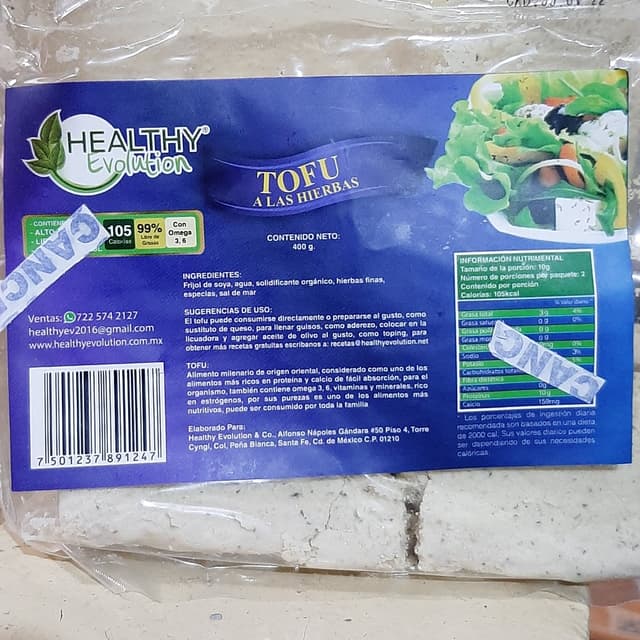 HEALTHY®
Evolution
TOFU
A LAS HIERBAS
CONTENIDO NETO:
400 g.
105
Calorías
99%
Libre de
Grasas
Con
Omega
3, 6
CANC
Ventas: 722 574 2127
healthyev2016@gmail.com
www.healthyevolution.com.mx
7 501237 891247
INGREDIENTES:
Frijol de soya, agua, solidificante orgánico, hierbas finas,
especias, sal de mar
SUGERENCIAS DE USO:
El tofu puede consumirse directamente o prepararse al gusto, como
sustituto de queso, para llenar guisos, como aderezo, colocar en la
licuadora y agregar aceite de olivo al gusto, como toping, para
obtener más recetas gratuitas escribanos a: recetas@healthyevolution.net
TOFU:
Alimento milenario de origen oriental, considerado como uno de los
alimentos más ricos en proteína y calcio de fácil absorción, para el
organismo, también contiene omega 3, 6, vitaminas y minerales, rico
en estrógenos, por sus purezas es uno de los alimentos más
nutritivos, puede ser consumido por toda la familia
Elaborado Para:
Healthy Evolution & Co., Alfonso Nápoles Gándara #50 Piso 4, Torre
Cyngl, Col, Peña Blanca, Santa Fe, Cd. de México C.P. 01210
INFORMACIÓN NUTRIMENTAL
Tamaño de la porción: 10g
Número de porciones por paquete: 2
Contenido por porción
Calorías: 105kcal
% Valor diario
Grasa total 3g 4%
Grasa 0g 0%
Grasa 0g
Grasa 0g
0%
Sodio 3%
Carbohidratos
Fibra dietética
Azúcares 0g
Proteínas 10g
Calcio 158mg
CANC
* Los porcentajes de ingestión diaria
recomendada son basados en una dieta
de 2000 cal. Sus valores diarios pueden
ser dependiendo de sus necesidades
calóricas.